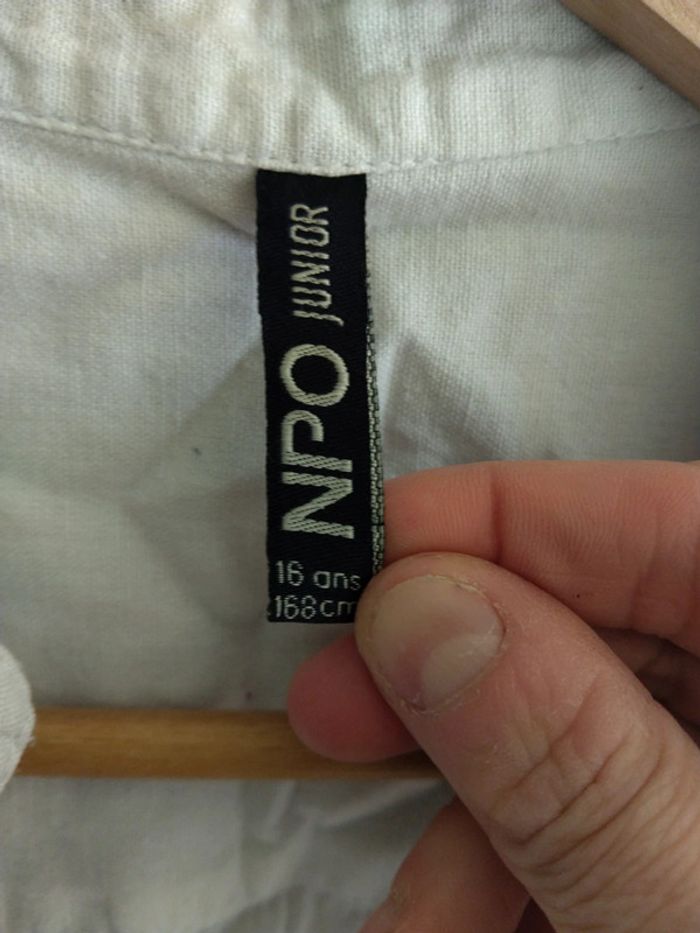 NPO JUNIOR
16 ans
168cm